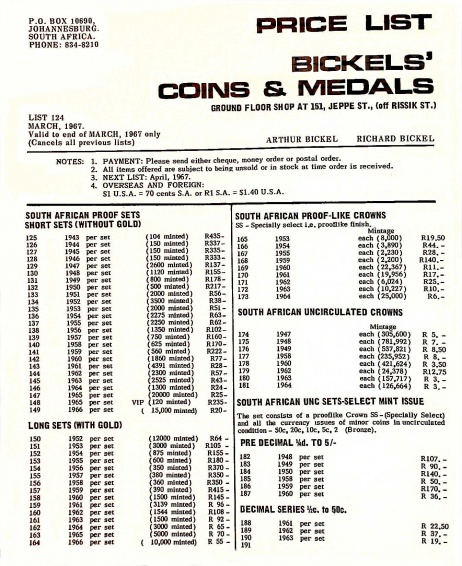 P.O. BOX 10690,
JOHANNESBURG.
SOUTH AFRICA.
PHONE: 834-8210
PRICE LIST
BICKELS'
COINS & MEDALS
GROUND FLOOR SHOP AT 151, JEPPE ST., (off RISSIK ST.)
LIST 124
MARCH, 1967.
Valid to end of MARCH, 1967 only
(Cancels all previous lists)
ARTHUR BICKEL RICHARD BICKEL
NOTES: 1. PAYMENT: Please send either cheque, money order or postal order.
2. All items offered are subject to being unsold or in stock at time order is received.
3. NEXT LIST: April, 1967.
4. OVERSEAS AND FOREIGN:
$1 U.S.A. = 70 cents S.A. or R1 S.A. = $1.40 U.S.A.
SOUTH AFRICAN PROOF SETS
SHORT SETS (WITHOUT GOLD)
125 1943 per set (104 minted) R435-
126 1944 per set (150 minted) R337-
127 1945 per set (150 minted) R335-
128 1946 per set (150 minted) R333-
129 1947 per set (2600 minted) R137-
130 1948 per set (1120 minted) R155-
131 1949 per set (800 minted) R178-
132 1950 per set (500 minted) R217-
133 1951 per set (2000 minted) R56-
134 1952 per set (3500 minted) R38-
135 1953 per set (2000 minted) R51-
136 1954 per set (2275 minted) R63-
137 1955 per set (2250 minted) R62-
138 1956 per set (1350 minted) R102-
139 1957 per set (750 minted) R160-
140 1958 per set (625 minted) R170-
141 1959 per set (560 minted) R222-
142 1960 per set (1860 minted) R77-
143 1961 per set (4391 minted) R28-
144 1962 per set (2300 minted) R57-
145 1963 per set (2525 minted) R43-
146 1964 per set (1300 minted) R24-
147 1965 per set (20000 minted) R25-
148 1965 per set VIP (120 minted) R235-
149 1966 per set ( 15,000 minted) R20-
LONG SETS (WITH GOLD)
150 1952 per set (12000 minted) R64 -
151 1953 per set (3000 minted) R105 -
152 1954 per set (875 minted) R155 -
153 1955 per set (600 minted) R180 -
154 1956 per set (350 minted) R370 -
155 1957 per set (380 minted) R350 -
156 1958 per set (360 minted) R350 -
157 1959 per set (390 minted) R415 -
158 1960 per set (1500 minted) R145 -
159 1961 per set (3139 minted) R 96 -
160 1962 per set (1544 minted) R108 -
161 1963 per set (1500 minted) R 92 -
162 1964 per set (3000 minted) R 65 -
163 1965 per set (5000 minted) R 70 -
164 1966 per set ( 10,000 minted) R 55 -
SOUTH AFRICAN PROOF-LIKE CROWNS
SS - Specially select i.e. prooflike finish.
Mintage
165 1953 each (8,000) R19,50
166 1954 each (3,890) R44.-
167 1955 each (2,230) R28.-
168 1959 each (2,200) R140.-
169 1960 each (22,367) R11.-
170 1961 each (19,956) R17.-
171 1962 each (6,024) R25.-
172 1963 each (10,227) R10.-
173 1964 each (25,000) R6.-
SOUTH AFRICAN UNCIRCULATED CROWNS
Mintage
174 1947 each (305,600) R 5, -
175 1948 each (781,992) R 7. -
176 1949 each (537,821) R 8,50
177 1958 each (235,952) R 8, -
178 1960 each (421,624) R 3,50
179 1962 each (24,378) R12,75
180 1963 each (157,717) R 3, -
181 1964 each (126,664) R 3, -
SOUTH AFRICAN UNC SETS-SELECT MINT ISSUE
The set consists of a prooflike Crown SS-(Specially Select)
and all the currency issues of minor coins in uncirculated
condition - 50c, 20c, 10c, 5c, 2 (Bronze).
PRE DECIMAL ¼d. TO 5/-
182 1948 per set R107. -
183 1949 per set R 90. -
184 1950 per set R140. -
185 1958 per set R 50, -
186 1959 per set R170, -
187 1960 per set R 36, -
DECIMAL SERIES ½c. to 50c.
188 1961 per set R 22,50
189 1962 per set R 37, -
190 1963 per set R 19, -
191